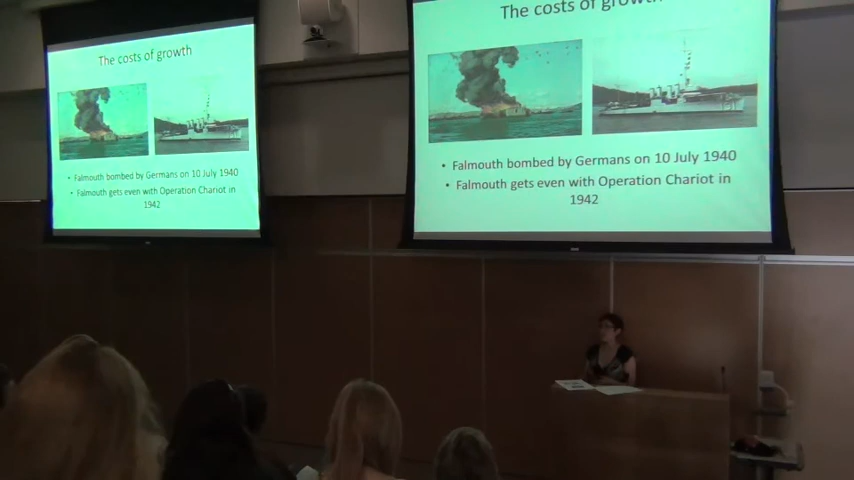 The costs of growth
• Falmouth bombed by Germans on 10 July 1940
• Falmouth gets even with Operation Chariot in
1942
The costs of growth
• Falmouth bombed by Germans on 10 July 1940
• Falmouth gets even with Operation Chariot in
1942